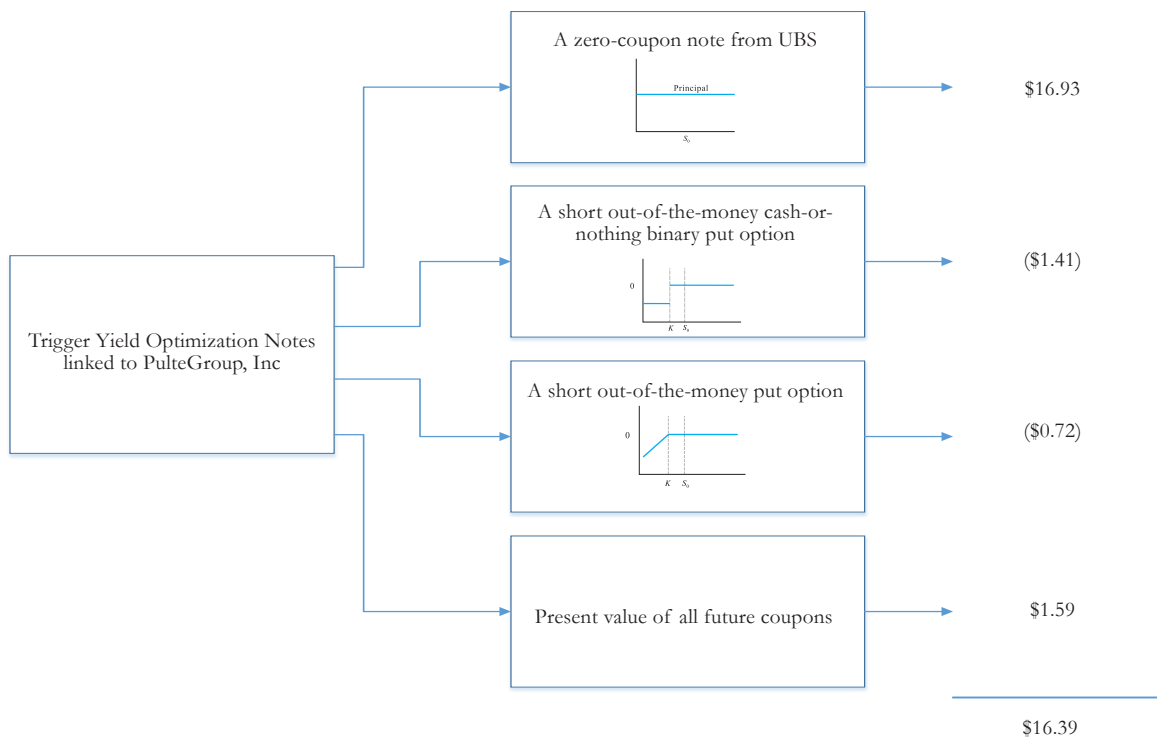 A zero-coupon note from UBS
Principal
S₀
$16.93
A short out-of-the-money cash-or-
nothing binary put option
0
K
S₀
($1.41)
Trigger Yield Optimization Notes
linked to PulteGroup, Inc
A short out-of-the-money put option
0
K
S₀
($0.72)
Present value of all future coupons
$1.59
$16.39